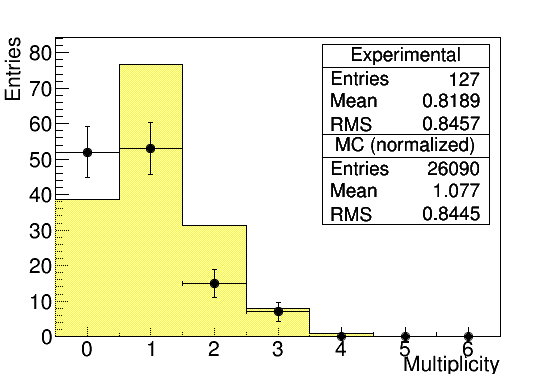 Entries
80
70
60
50
40
30
20
10
0
Experimental
Entries 127
Mean 0.8189
RMS 0.8457
MC (normalized)
Entries 26090
Mean 1.077
RMS 0.8445
0 1 2 3 4 5 6
Multiplicity